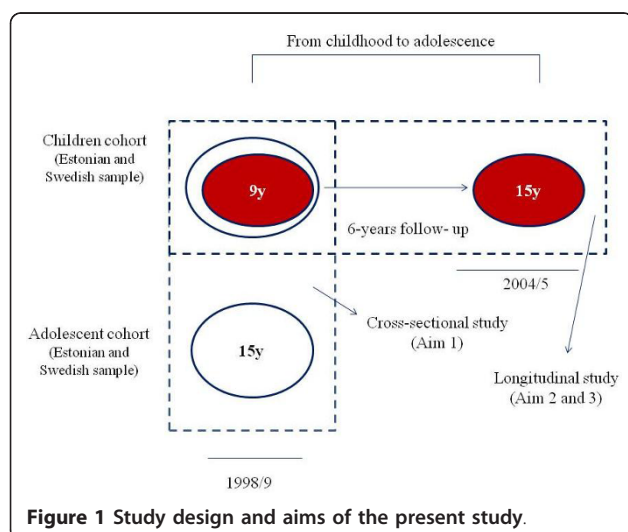 From childhood to adolescence
Children cohort
(Estonian and
Swedish sample)
9y
15y
6-years follow- up
2004/5
Adolescent cohort
(Estonian and
Swedish sample)
15y
Cross-sectional study
(Aim 1)
Longitudinal study
(Aim 2 and 3)
1998/9
Figure 1 Study design and aims of the present study.